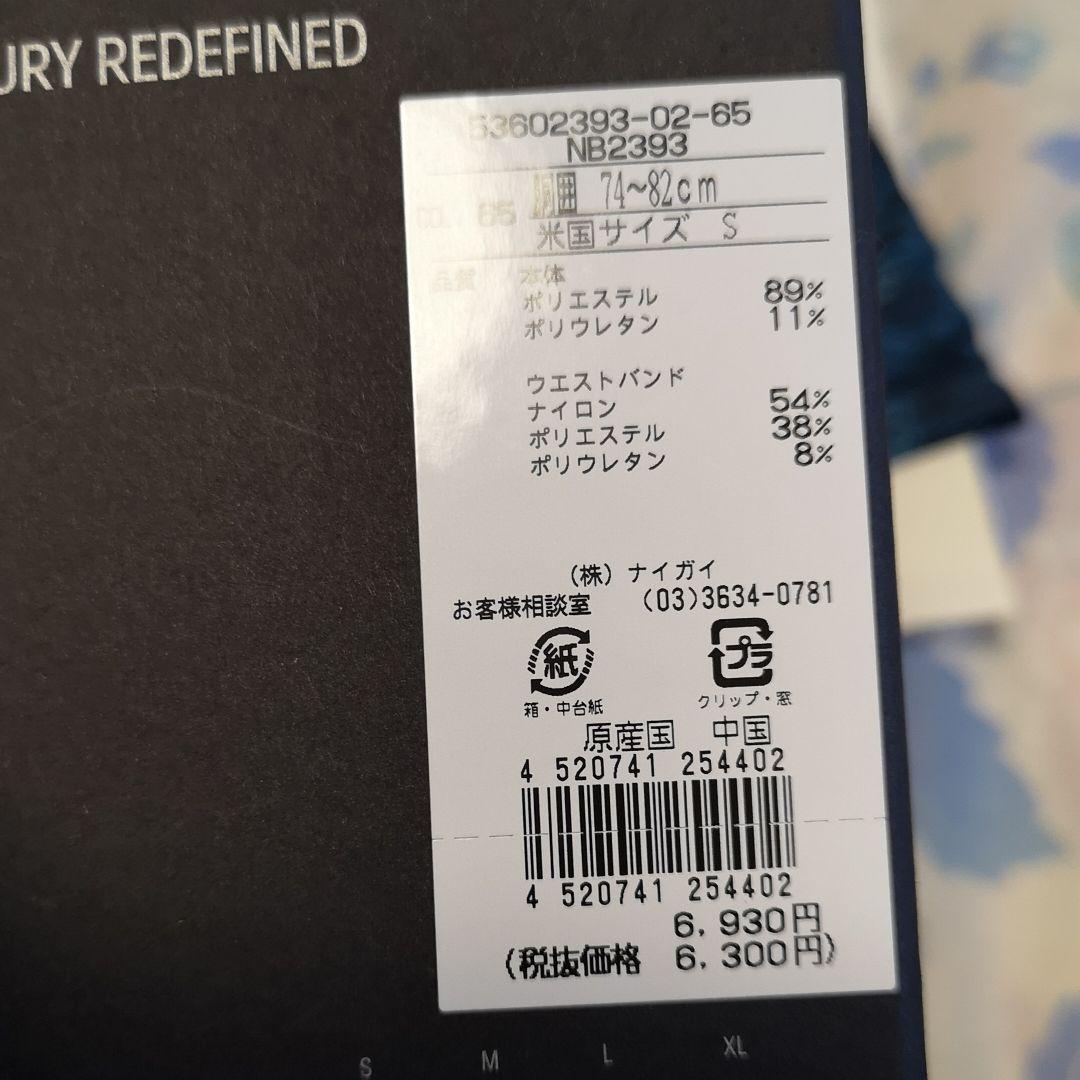 URY REDEFINED
53602393-02-65
NB2393
胴囲 74~82cm
65
米国サイズ S
品質 本体
ポリエステル 89%
ポリウレタン 11%
ウエストバンド
ナイロン 54%
ポリエステル 38%
ポリウレタン 8%
(株) ナイガイ
お客様相談室 (03)3634-0781
紙 プラ
箱・中台紙 クリップ・窓
原産国 中国
4 520741 254402
4 520741 254402
6,930円
(税抜価格 6,300円)
S M L XL